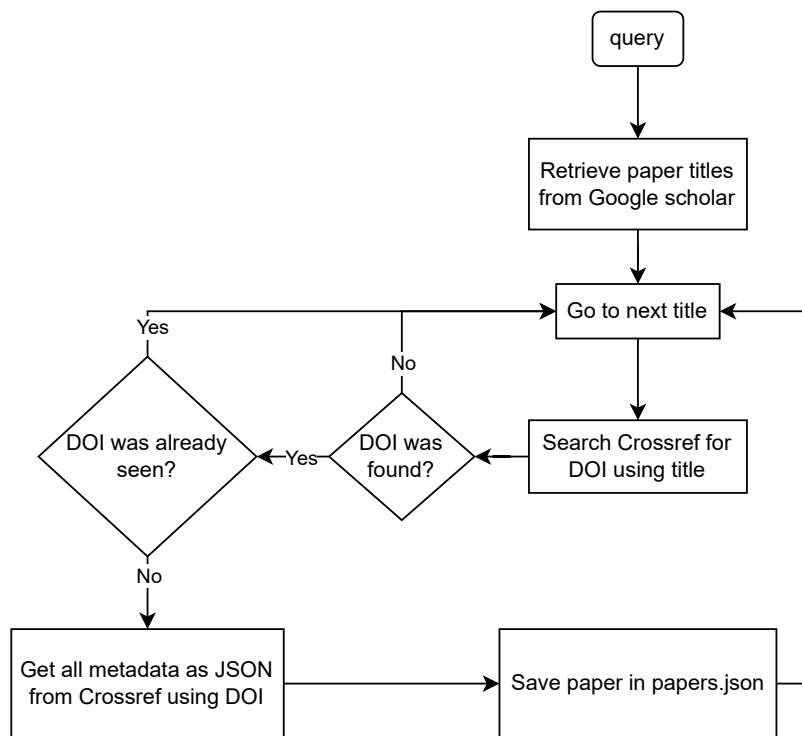 query
Retrieve paper titles
from Google scholar
Go to next title
Yes
No
DOI was already
seen?
Yes
DOI was
found?
Search Crossref for
DOI using title
No
Get all metadata as JSON
from Crossref using DOI
Save paper in papers.json